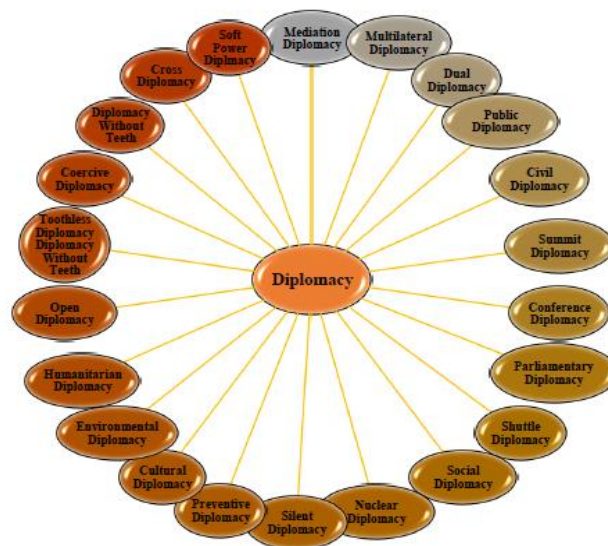 Mediation
Diplomacy
Multilateral
Diplomacy
Dual
Diplomacy
Public
Diplomacy
Civil
Diplomacy
Summit
Diplomacy
Conference
Diplomacy
Parliamentary
Diplomacy
Shuttle
Diplomacy
Social
Diplomacy
Nuclear
Diplomacy
Silent
Diplomacy
Preventive
Diplomacy
Cultural
Diplomacy
Environmental
Diplomacy
Humanitarian
Diplomacy
Open
Diplomacy
Toothless
Diplomacy
Diplomacy
Without
Teeth
Coercive
Diplomacy
Diplomacy
Without
Teeth
Cross
Diplomacy
Soft
Power
Diplmacy
Diplomacy